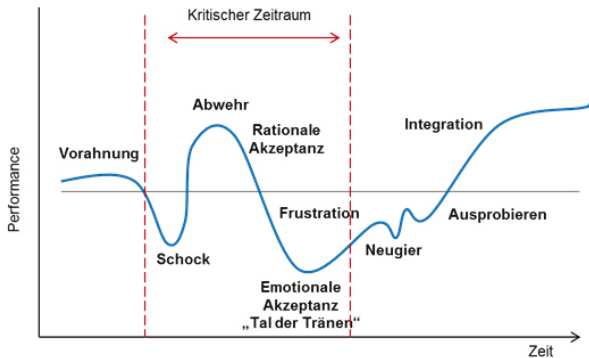 Kritischer Zeitraum
Abwehr
Rationale
Akzeptanz
Integration
Vorahnung
Performance
Frustration
Ausprobieren
Neugier
Schock
Emotionale
Akzeptanz
„Tal der Tränen“
Zeit